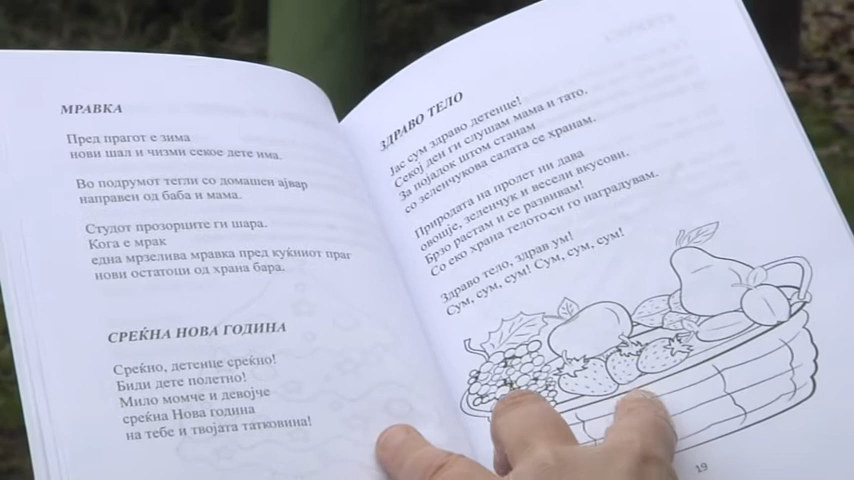 МРАВКА
Пред прагот е зима
нови шал и чизми секое дете има.
Во подрумот тегли со домашен ајвар
направен од баба и мама.
Студот прозорците ги шара.
Кога е мрак
една мрзелива мравка пред куќниот праг
нови остатоци од храна бара.
СРЕЌНА НОВА ГОДИНА
Среќно, детенце среќно!
Биди дете полетно!
Мило момче и девојче
среќна Нова година
на тебе и твојата татковина!
ЗДРАВО ТЕЛО
Јас сум здраво детенце!
Секој ден ги слушам мама и тато.
За појадок штом станам
со зеленчукова салата се хранам.
Природата на пролет ни дава
овошје, зеленчук и весели вкусови.
Брзо растам и се развивам!
Со еко храна телото си го наградувам.
Здраво тело, здрав ум!
Сум, сум, сум! Сум, сум, сум!
19